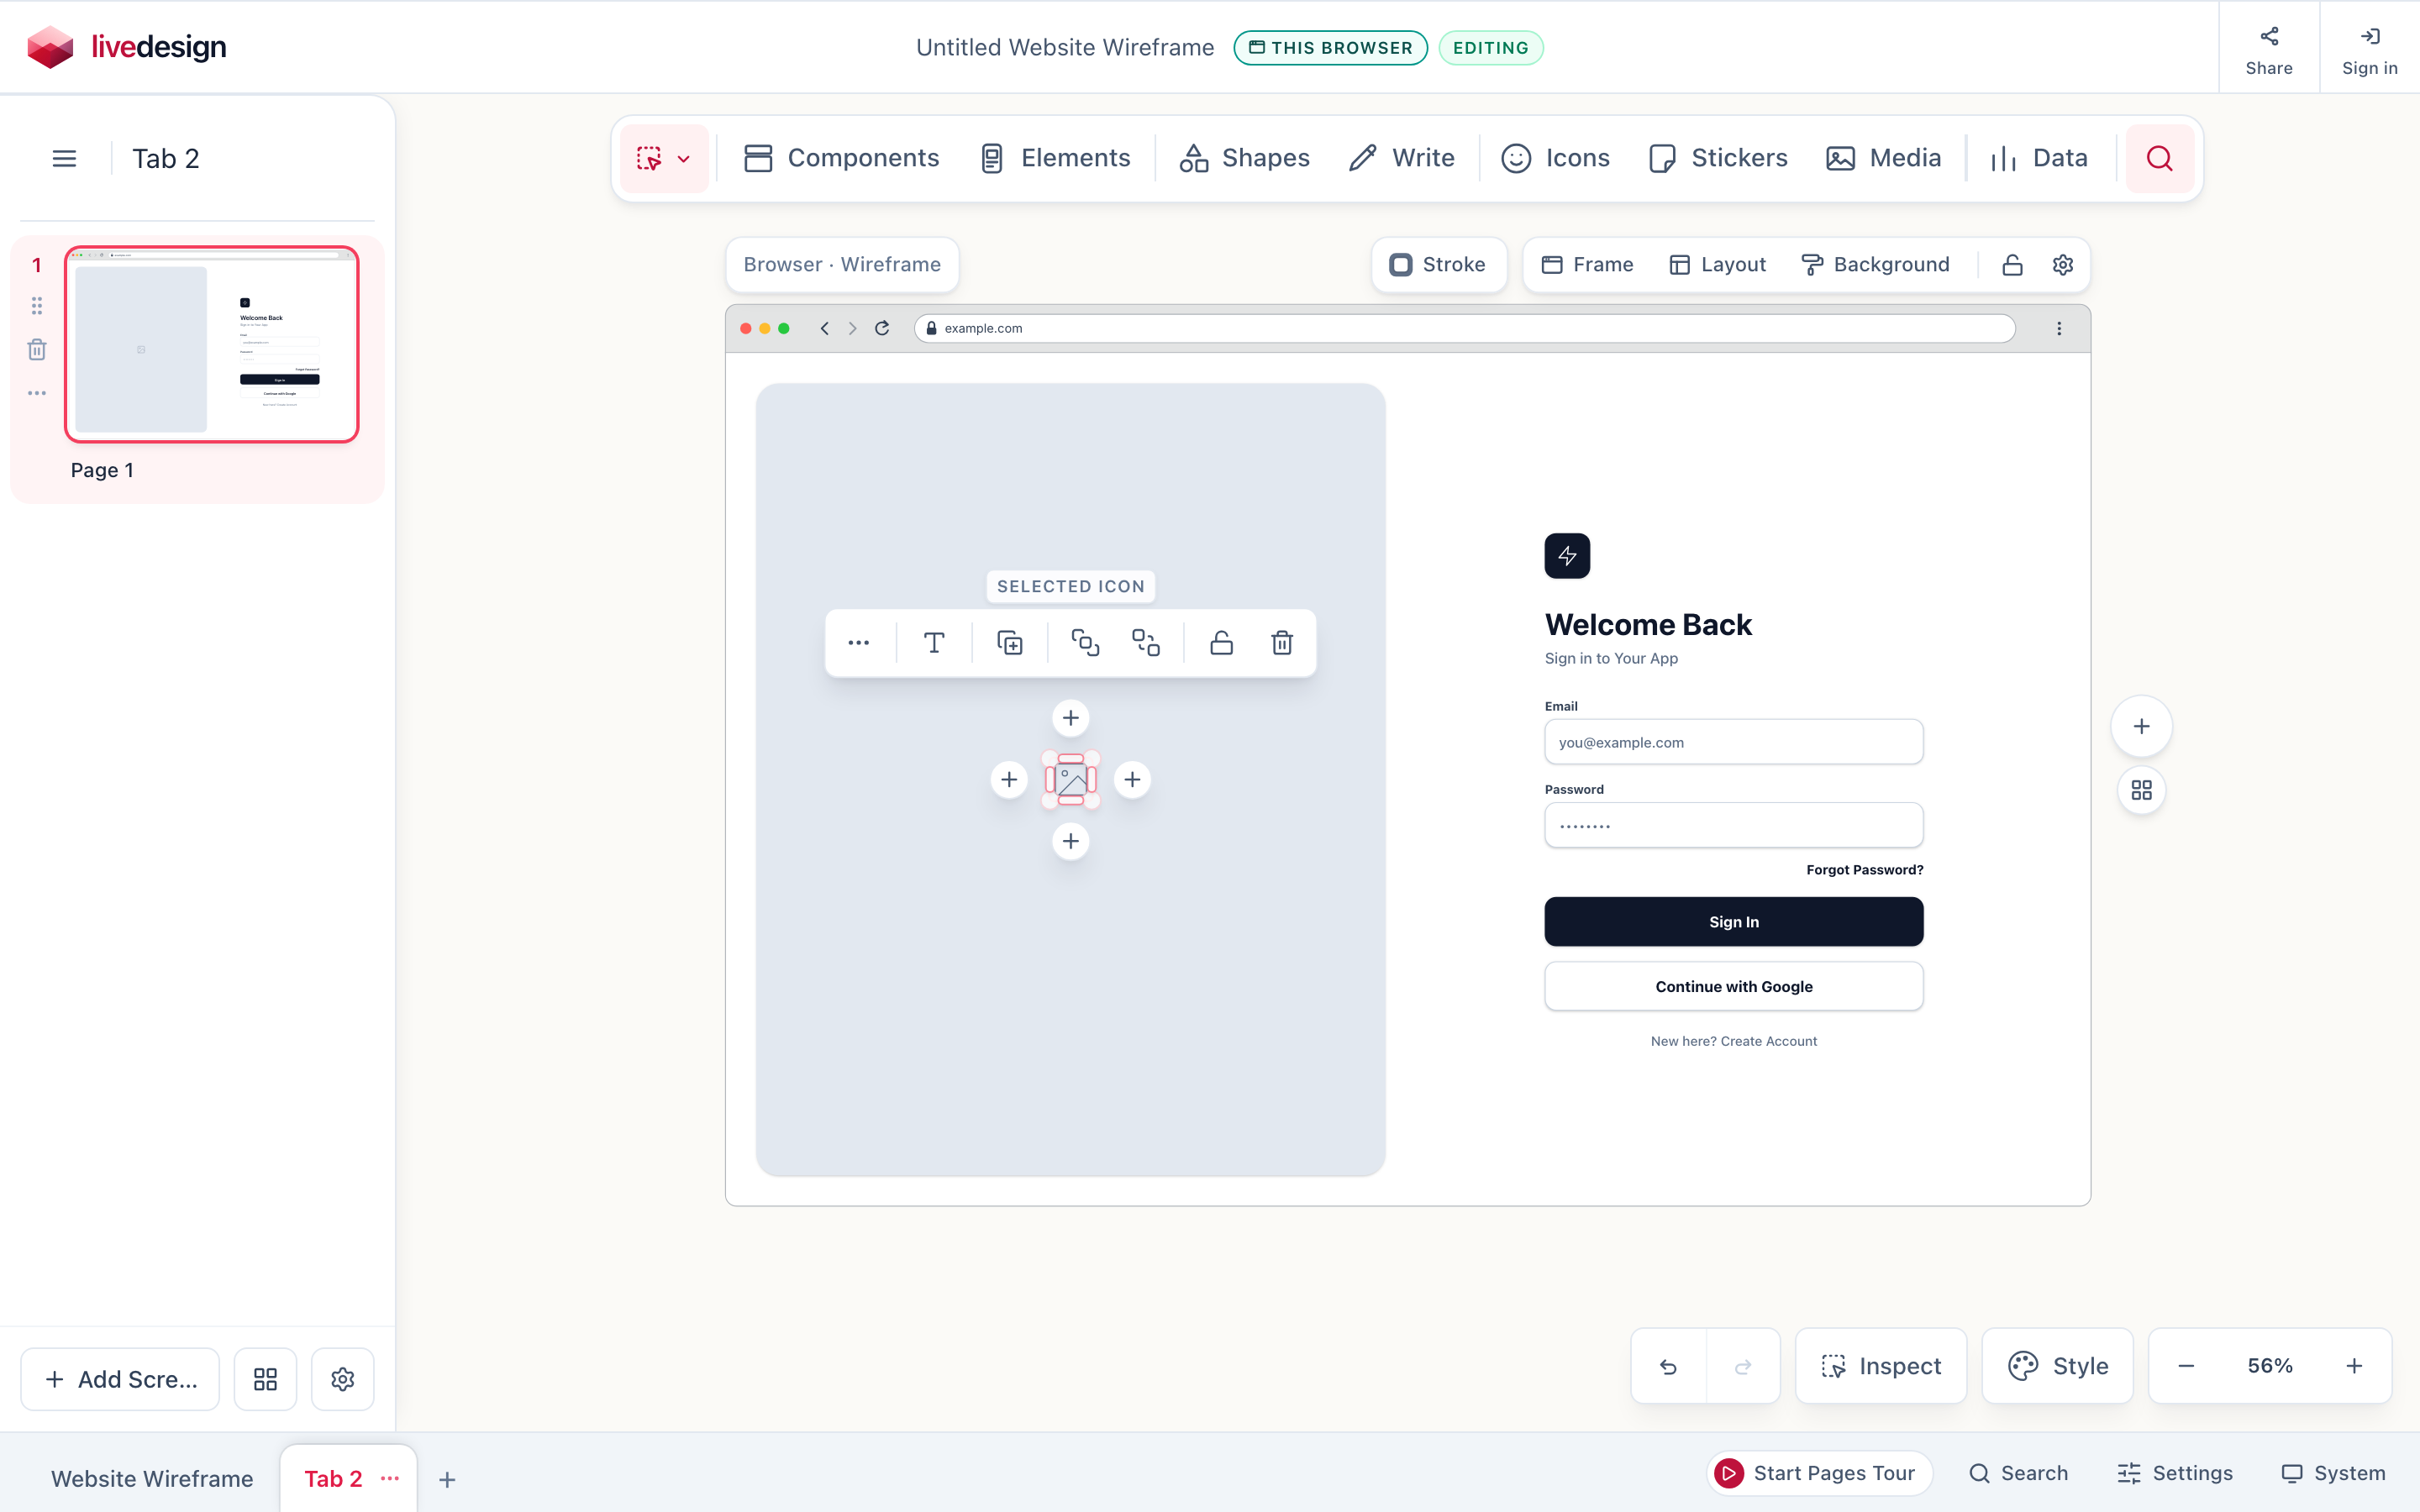 livedesign
Untitled Website Wireframe
THIS BROWSER
EDITING
Share
Sign in
Tab 2
Components
Elements
Shapes
Write
Icons
Stickers
Media
Data
1
Welcome Back
Page 1
Browser · Wireframe
Stroke
Frame
Layout
Background
example.com
SELECTED ICON
Welcome Back
Sign in to Your App
Email
you@example.com
Password
Forgot Password?
Sign In
Continue with Google
New here? Create Account
Add Scre...
Inspect
Style
56%
Website Wireframe
Tab 2
Start Pages Tour
Search
Settings
System